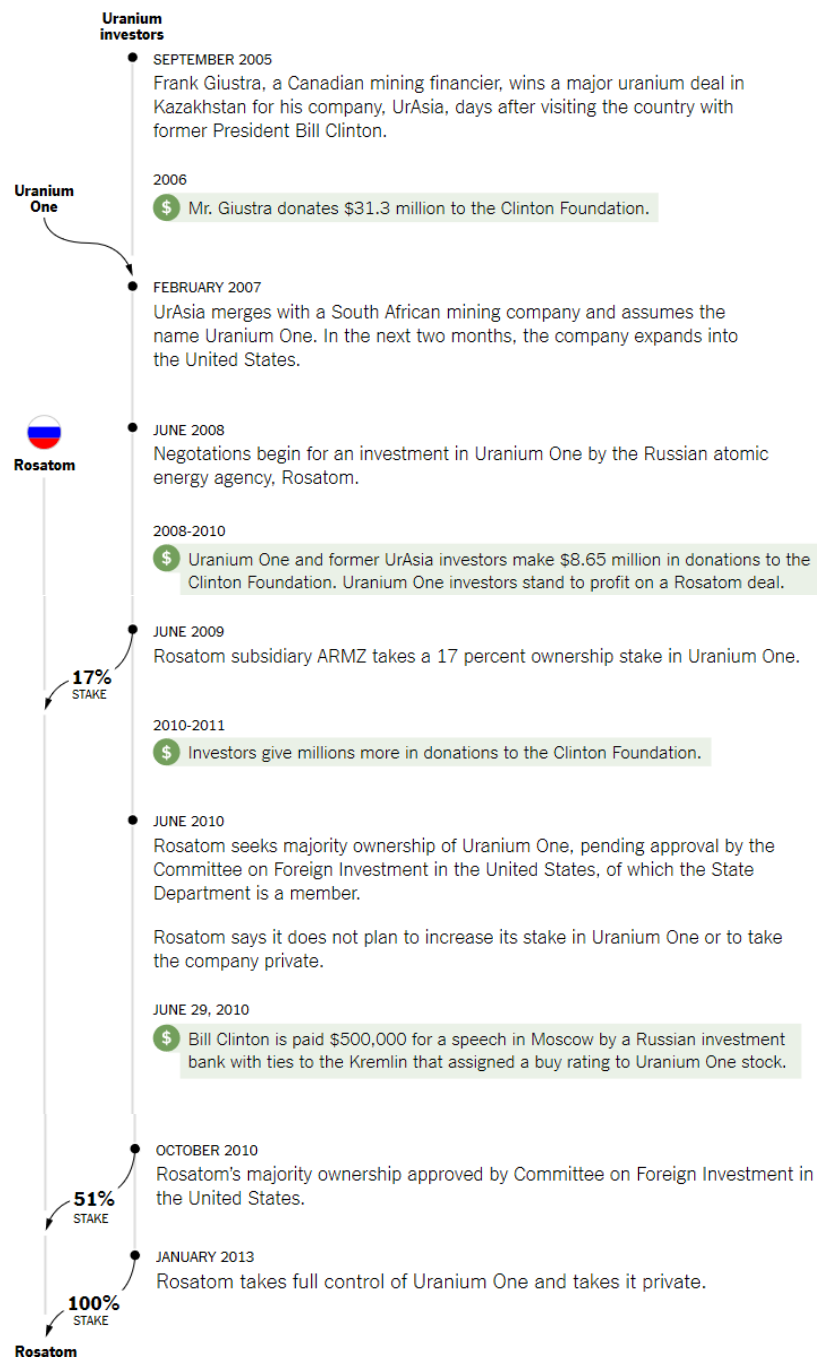 Uranium
investors
SEPTEMBER 2005
Frank Giustra, a Canadian mining financier, wins a major uranium deal in
Kazakhstan for his company, UrAsia, days after visiting the country with
former President Bill Clinton.
2006
$ Mr. Giustra donates $31.3 million to the Clinton Foundation.
Uranium
One
FEBRUARY 2007
UrAsia merges with a South African mining company and assumes the
name Uranium One. In the next two months, the company expands into
the United States.
Rosatom
JUNE 2008
Negotations begin for an investment in Uranium One by the Russian atomic
energy agency, Rosatom.
2008-2010
$ Uranium One and former UrAsia investors make $8.65 million in donations to the
Clinton Foundation. Uranium One investors stand to profit on a Rosatom deal.
JUNE 2009
Rosatom subsidiary ARMZ takes a 17 percent ownership stake in Uranium One.
17%
STAKE
2010-2011
$ Investors give millions more in donations to the Clinton Foundation.
JUNE 2010
Rosatom seeks majority ownership of Uranium One, pending approval by the
Committee on Foreign Investment in the United States, of which the State
Department is a member.
Rosatom says it does not plan to increase its stake in Uranium One or to take
the company private.
JUNE 29, 2010
$ Bill Clinton is paid $500,000 for a speech in Moscow by a Russian investment
bank with ties to the Kremlin that assigned a buy rating to Uranium One stock.
OCTOBER 2010
Rosatom's majority ownership approved by Committee on Foreign Investment in
the United States.
51%
STAKE
JANUARY 2013
Rosatom takes full control of Uranium One and takes it private.
100%
STAKE
Rosatom